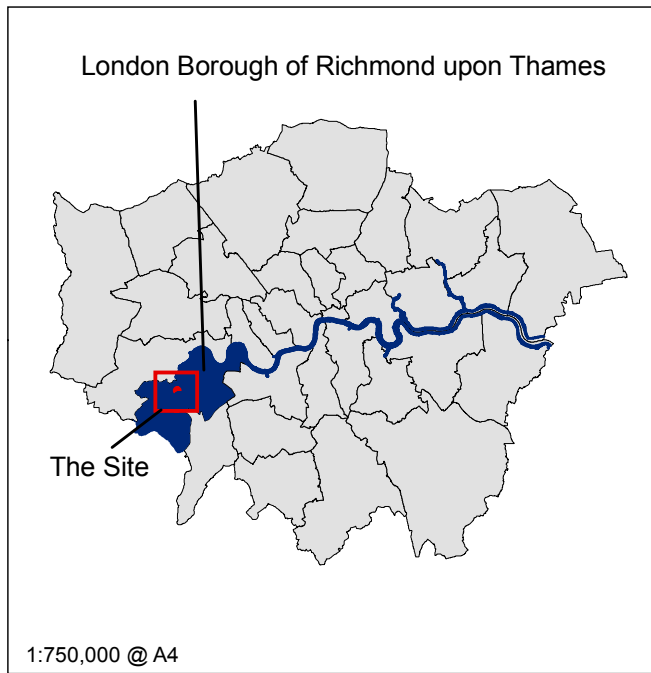 London Borough of Richmond upon Thames
The Site
1:750,000 @ A4